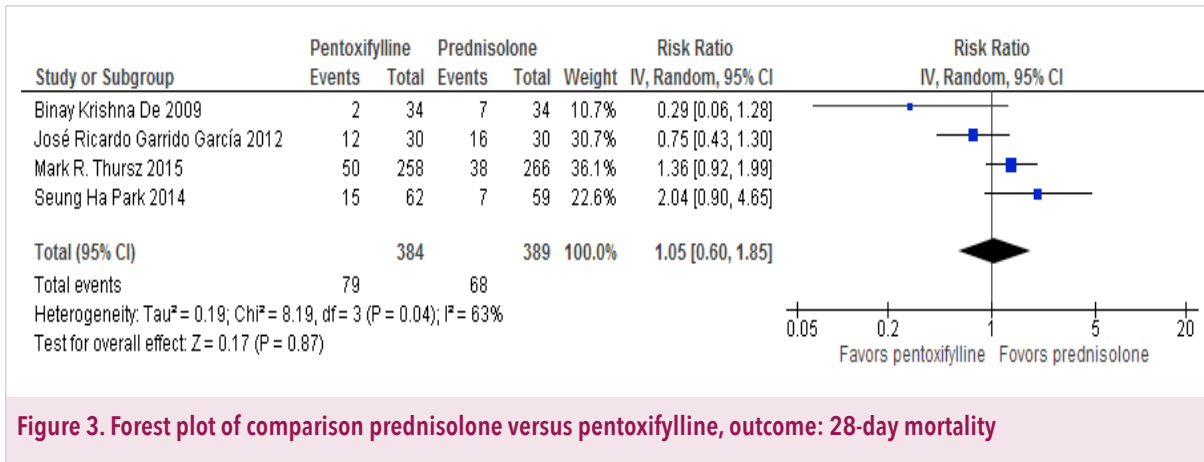 Pentoxifylline Prednisolone Risk Ratio Risk Ratio
Study or Subgroup Events Total Events Total Weight IV, Random, 95% CI IV, Random, 95% CI
Binay Krishna De 2009 2 34 7 34 10.7% 0.29 [0.06, 1.28]
José Ricardo Garrido García 2012 12 30 16 30 30.7% 0.75 [0.43, 1.30]
Mark R. Thursz 2015 50 258 38 266 36.1% 1.36 [0.92, 1.99]
Seung Ha Park 2014 15 62 7 59 22.6% 2.04 [0.90, 4.65]
Total (95% CI) 384 389 100.0% 1.05 [0.60, 1.85]
Total events 79 68
Heterogeneity: Tau² = 0.19; Chi² = 8.19, df = 3 (P = 0.04); I² = 63%
Test for overall effect: Z = 0.17 (P = 0.87)
0.05 0.2 1 5 20
Favors pentoxifylline Fovors prednisolone
Figure 3. Forest plot of comparison prednisolone versus pentoxifylline, outcome: 28-day mortality